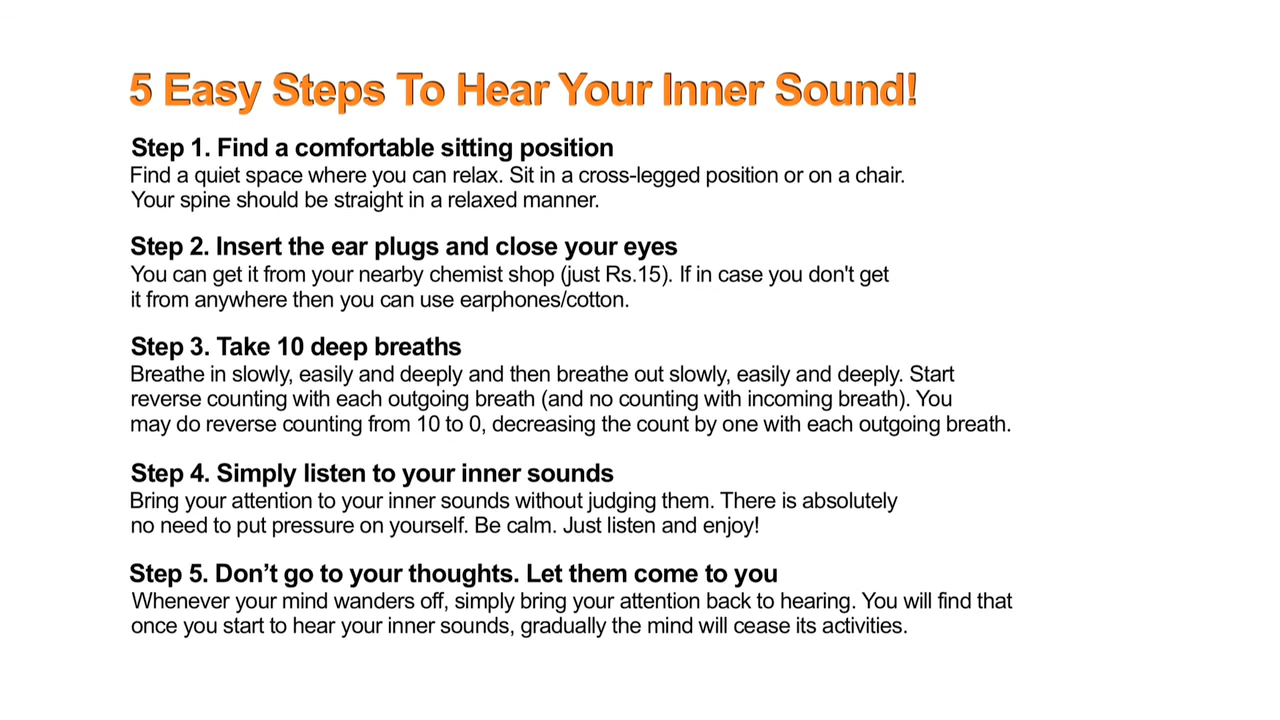 5 Easy Steps To Hear Your Inner Sound!
Step 1. Find a comfortable sitting position
Find a quiet space where you can relax. Sit in a cross-legged position or on a chair.
Your spine should be straight in a relaxed manner.
Step 2. Insert the ear plugs and close your eyes
You can get it from your nearby chemist shop (just Rs.15). If in case you don't get
it from anywhere then you can use earphones/cotton.
Step 3. Take 10 deep breaths
Breathe in slowly, easily and deeply and then breathe out slowly, easily and deeply. Start
reverse counting with each outgoing breath (and no counting with incoming breath). You
may do reverse counting from 10 to 0, decreasing the count by one with each outgoing breath.
Step 4. Simply listen to your inner sounds
Bring your attention to your inner sounds without judging them. There is absolutely
no need to put pressure on yourself. Be calm. Just listen and enjoy!
Step 5. Don’t go to your thoughts. Let them come to you
Whenever your mind wanders off, simply bring your attention back to hearing. You will find that
once you start to hear your inner sounds, gradually the mind will cease its activities.